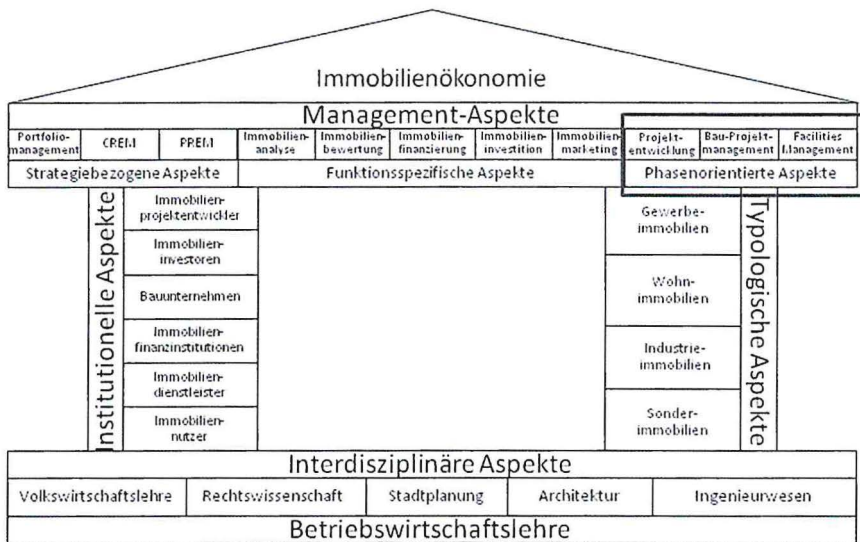 Immobilienökonomie
Management-Aspekte
Portfolio-
management
CREM
PREM
Immobilien-
analyse
Immobilien-
bewertung
Immobilien-
finanzierung
Immobilien-
investition
Immobilien-
marketing
Projekt-
entwicklung
Bau-Projekt-
management
Facilities
Management
Strategiebezogene Aspekte
Funktionsspezifische Aspekte
Phasenorientierte Aspekte
Institutionelle Aspekte
Immobilien-
projektentwickler
Immobilien-
investoren
Bauunternehmen
Immobilien-
finanzinstitutionen
Immobilien-
dienstleister
Immobilien-
nutzer
Gewerbe-
immobilien
Wohn-
immobilien
Industrie-
immobilien
Sonder-
immobilien
Typologische Aspekte
Interdisziplinäre Aspekte
Volkswirtschaftslehre
Rechtswissenschaft
Stadtplanung
Architektur
Ingenieurwesen
Betriebswirtschaftslehre